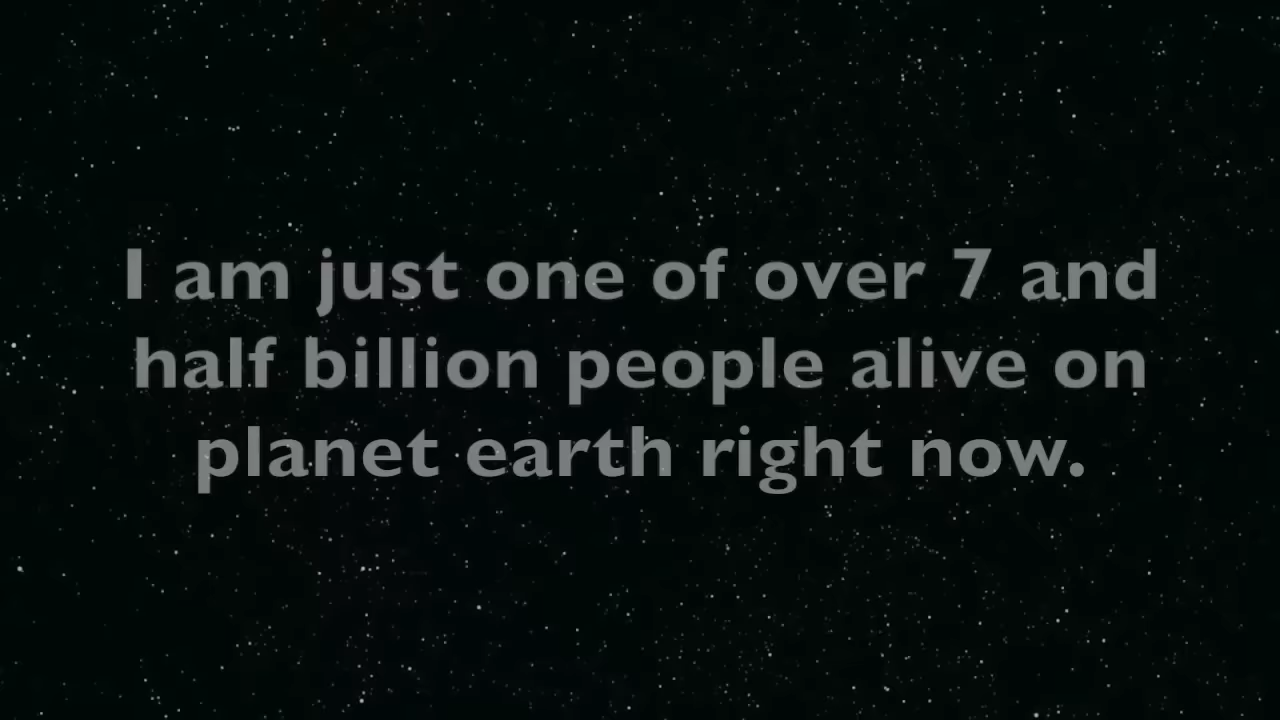 I am just one of over 7 and
half billion people alive on
planet earth right now.